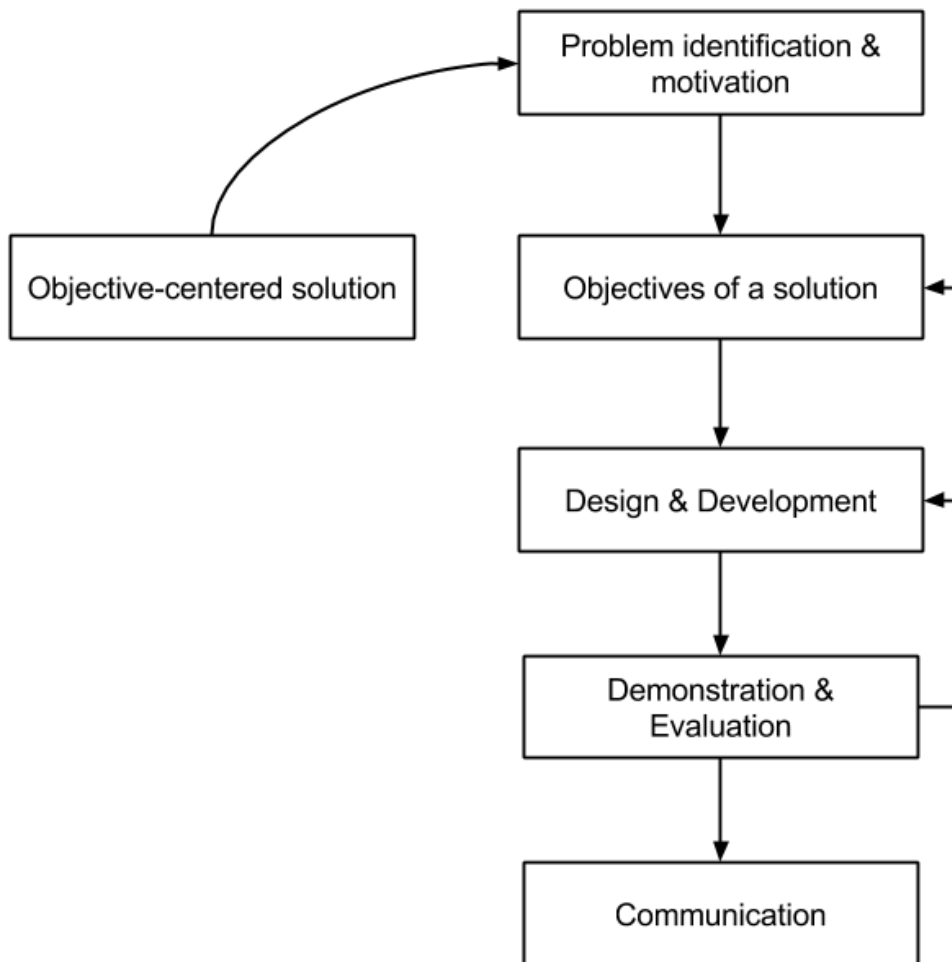 Problem identification &
motivation
Objective-centered solution
Objectives of a solution
Design & Development
Demonstration &
Evaluation
Communication